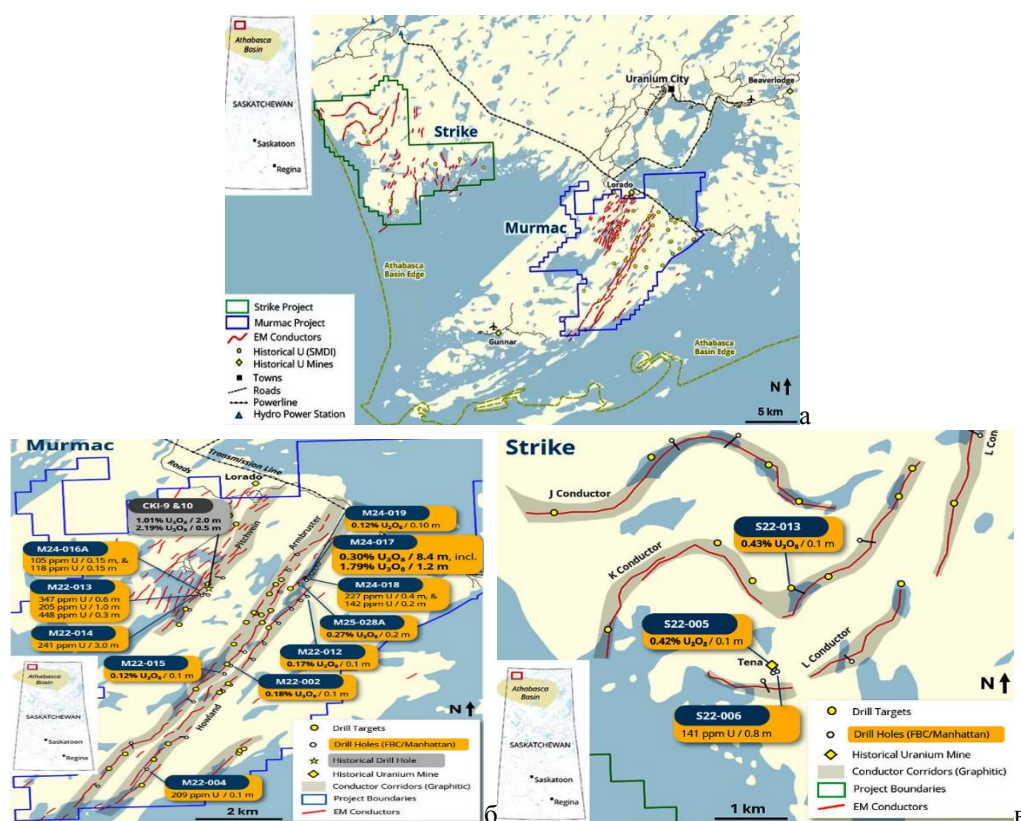 Athabasca
Basin
SASKATCHEWAN
Saskatoon
Regina
Uranium City
Beaverlodge
Strike
Lorado
Murmac
Athabasca
Basin Edge
Gunnar
Athabasca
Basin Edge
Strike Project
Murmac Project
EM Conductors
Historical U (SMDI)
Historical U Mines
Towns
Roads
Powerline
Hydro Power Station
N
5 km
а
Murmac
Roads
Transmission Line
Lorado
CKI-9 &10
1.01% U₃O₈ / 2.0 m
2.19% U₃O₈ / 0.5 m
Pitchvein
Armbruster
M24-019
0.12% U₃O₈ / 0.10 m
M24-017
0.30% U₃O₈ / 8.4 m, incl.
1.79% U₃O₈ / 1.2 m
M24-016A
105 ppm U / 0.15 m, &
118 ppm U / 0.15 m
M24-018
227 ppm U / 0.4 m, &
142 ppm U / 0.2 m
M22-013
347 ppm U / 0.6 m
205 ppm U / 1.0 m
448 ppm U / 0.3 m
M25-028A
0.27% U₃O₈ / 0.2 m
M22-014
241 ppm U / 3.0 m
M22-012
0.17% U₃O₈ / 0.1 m
M22-015
0.12% U₃O₈ / 0.1 m
M22-002
0.18% U₃O₈ / 0.1 m
Howland
M22-004
209 ppm U / 0.1 m
Athabasca
Basin
SASKATCHEWAN
Saskatoon
Regina
N
Drill Targets
Drill Holes (FBC/Manhattan)
Historical Drill Hole
Historical Uranium Mine
Conductor Corridors (Graphitic)
Project Boundaries
EM Conductors
2 km
б
Strike
J Conductor
L Conductor
K Conductor
S22-013
0.43% U₃O₈ / 0.1 m
S22-005
0.42% U₃O₈ / 0.1 m
Tena
L Conductor
S22-006
141 ppm U / 0.8 m
Athabasca
Basin
SASKATCHEWAN
Saskatoon
Regina
N
Drill Targets
Drill Holes (FBC/Manhattan)
Historical Uranium Mine
Conductor Corridors (Graphitic)
Project Boundaries
EM Conductors
1 km
в